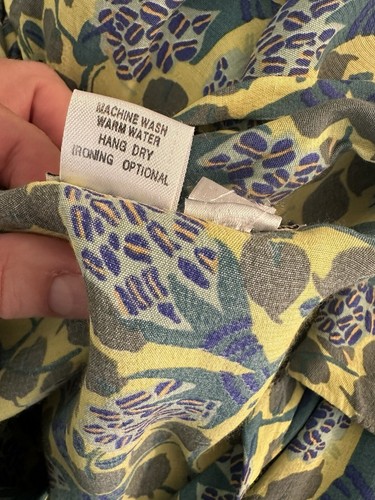 MACHINE WASH
WARM WATER
HANG DRY
IRONING OPTIONAL